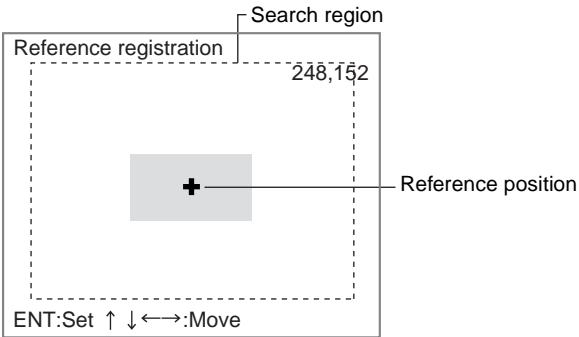 Search region
Reference registration
248,152
Reference position
ENT:Set ↑ ↓←→:Move